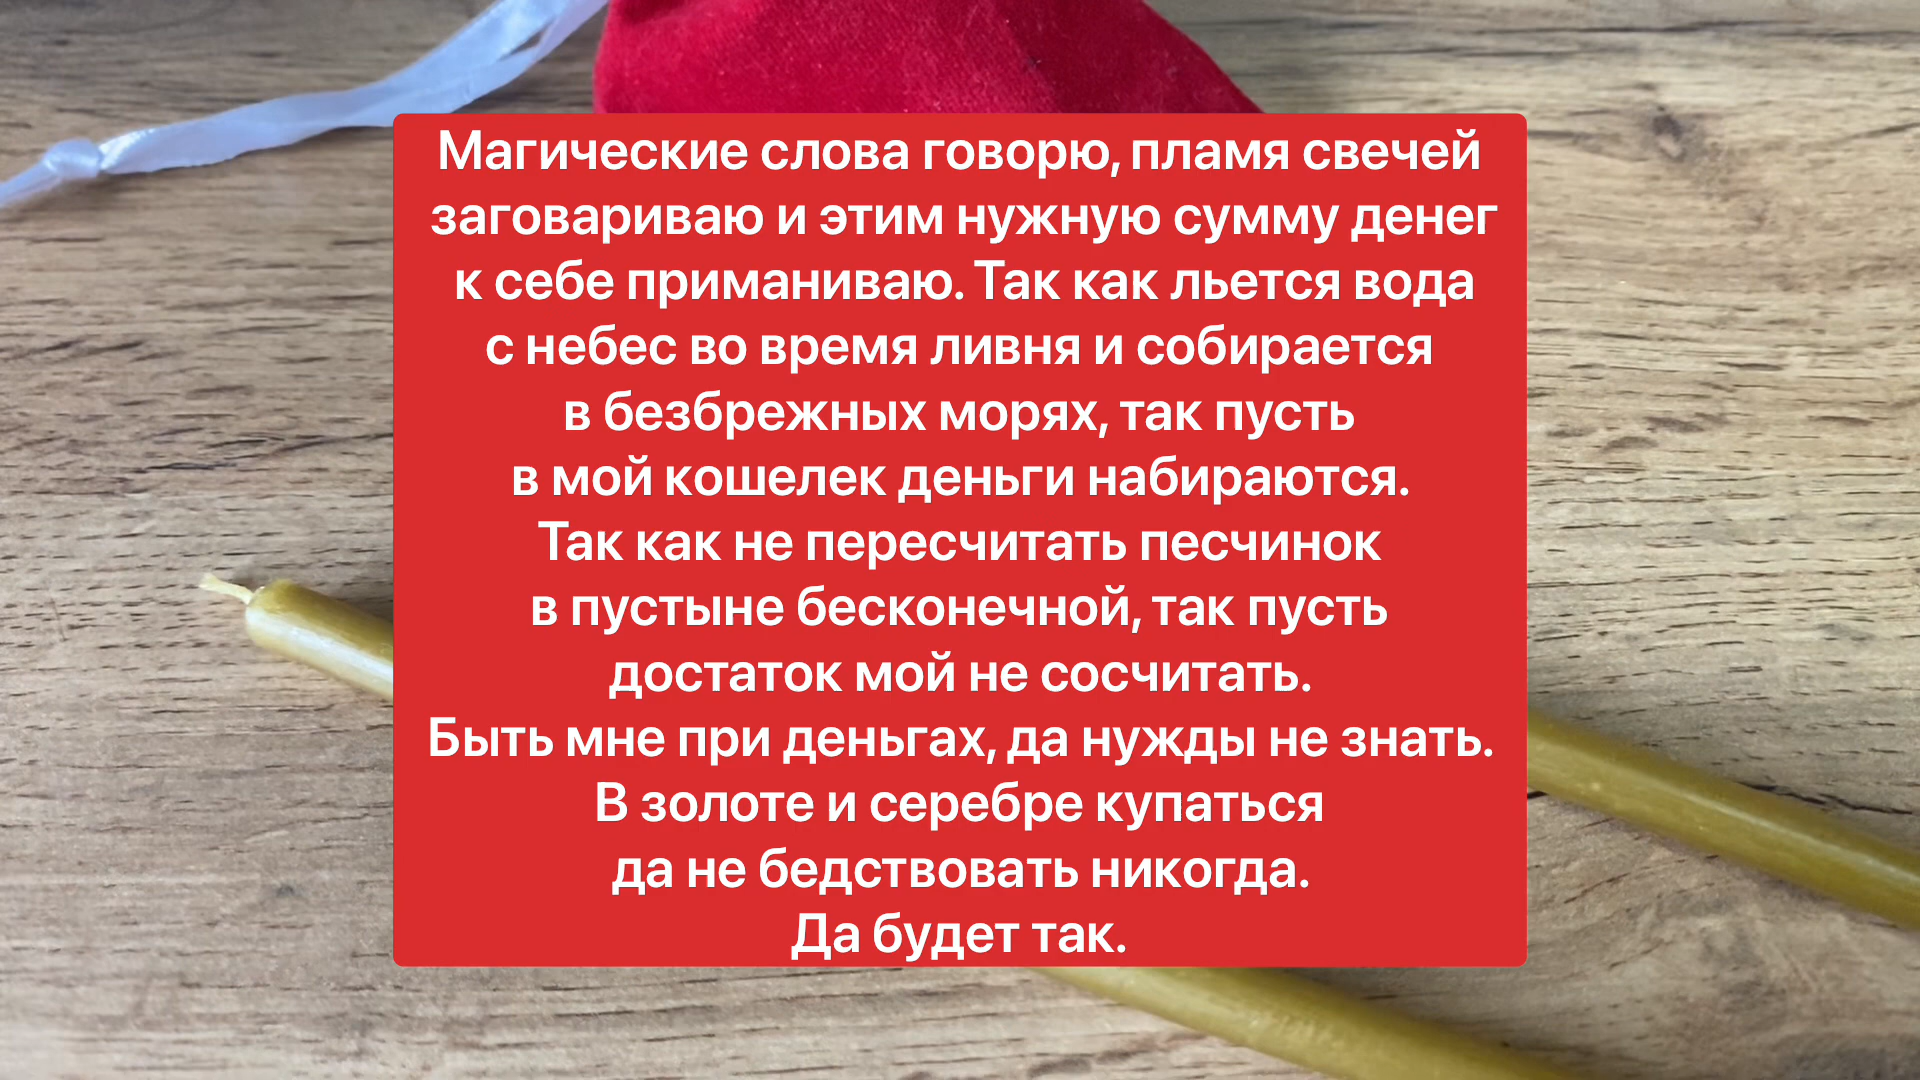 Магические слова говорю, пламя свечей
заговариваю и этим нужную сумму денег
к себе приманиваю. Так как льется вода
с небес во время ливня и собирается
в безбрежных морях, так пусть
в мой кошелек деньги набираются.
Так как не пересчитать песчинок
в пустыне бесконечной, так пусть
достаток мой не сосчитать.
Быть мне при деньгах, да нужды не знать.
В золоте и серебре купаться
да не бедствовать никогда.
Да будет так.